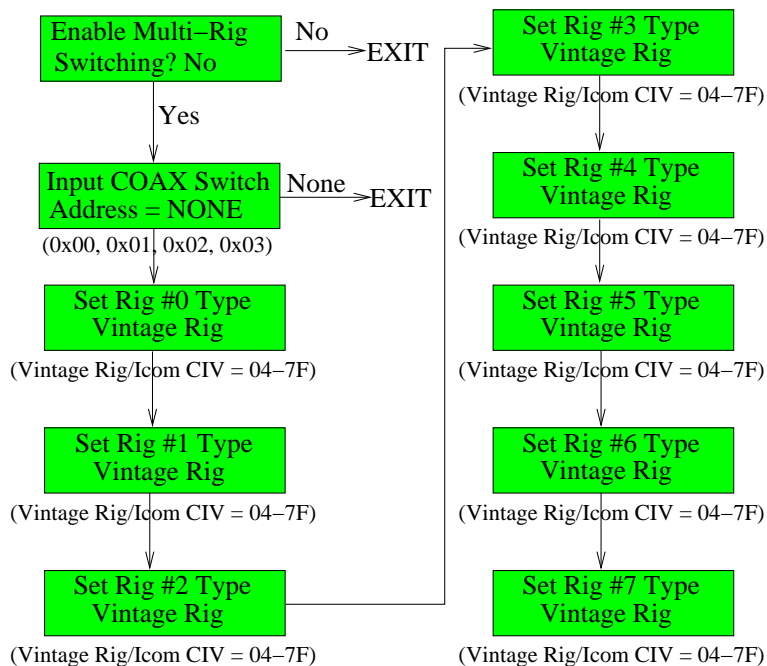 Enable Multi−Rig
Switching? No
No
EXIT
Yes
Input COAX Switch
Address = NONE
None
EXIT
(0x00, 0x01, 0x02, 0x03)
Set Rig #0 Type
Vintage Rig
(Vintage Rig/Icom CIV = 04−7F)
Set Rig #1 Type
Vintage Rig
(Vintage Rig/Icom CIV = 04−7F)
Set Rig #2 Type
Vintage Rig
(Vintage Rig/Icom CIV = 04−7F)
Set Rig #3 Type
Vintage Rig
(Vintage Rig/Icom CIV = 04−7F)
Set Rig #4 Type
Vintage Rig
(Vintage Rig/Icom CIV = 04−7F)
Set Rig #5 Type
Vintage Rig
(Vintage Rig/Icom CIV = 04−7F)
Set Rig #6 Type
Vintage Rig
(Vintage Rig/Icom CIV = 04−7F)
Set Rig #7 Type
Vintage Rig
(Vintage Rig/Icom CIV = 04−7F)